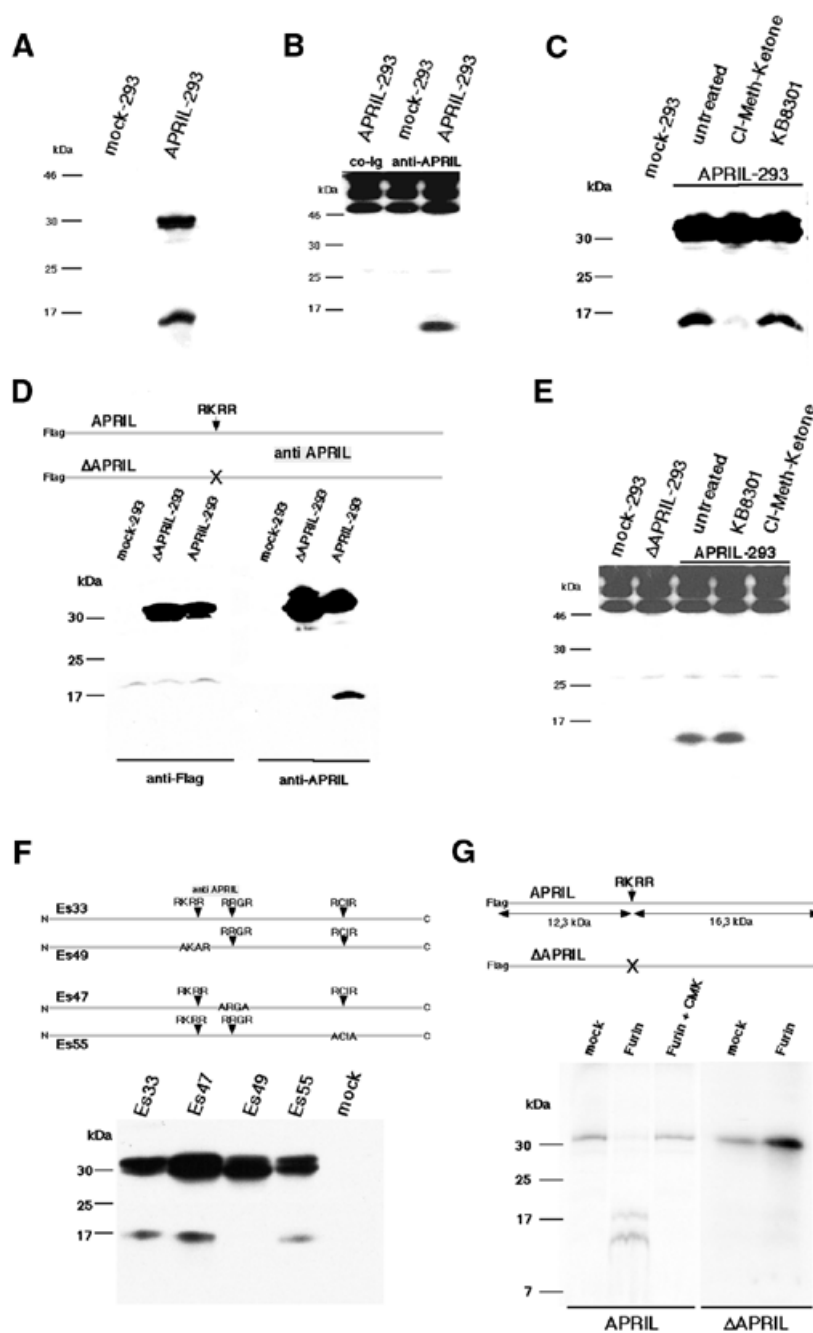 A
mock-293
APRIL-293
kDa
46
30
25
17
B
APRIL-293
mock-293
APRIL-293
co-Ig anti-APRIL
kDa
46
30
25
17
C
mock-293
untreated
Cl-Meth-Ketone
KB8301
APRIL-293
kDa
30
17
D
RKRR
APRIL
Flag
anti APRIL
ΔAPRIL
Flag
X
mock-293
ΔAPRIL-293
APRIL-293
mock-293
ΔAPRIL-293
APRIL-293
kDa
30
25
17
anti-Flag
anti-APRIL
E
mock-293
ΔAPRIL-293
untreated
KB8301
Cl-Meth-Ketone
APRIL-293
kDa
46
30
25
17
F
anti APRIL
RKRR RRGR RCIR
N Es33 C
RRGR RCIR
AKAR
N Es49 C
RKRR RCIR
Es47
N ARGA C
RKRR RRGR
N ACIA C
Es55
Es33
Es47
Es49
Es55
mock
kDa
30
25
17
G
RKRR
APRIL
Flag
12,3 kDa 16,3 kDa
ΔAPRIL
Flag X
mock
Furin
Furin + CMK
mock
Furin
kDa
30
25
17
7
APRIL ΔAPRIL